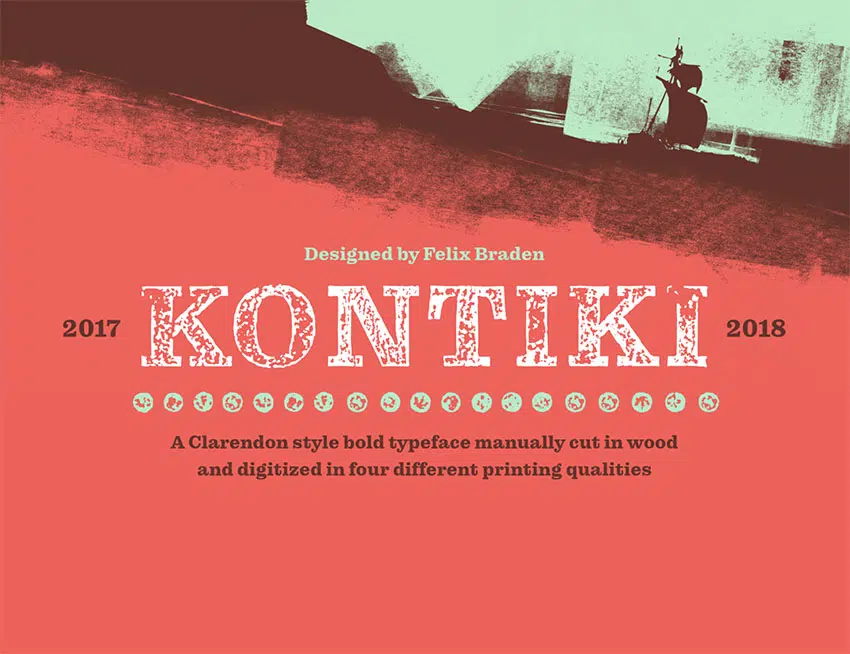 Designed by Felix Braden
2017 KONTIKI 2018
A Clarendon style bold typeface manually cut in wood
and digitized in four different printing qualities